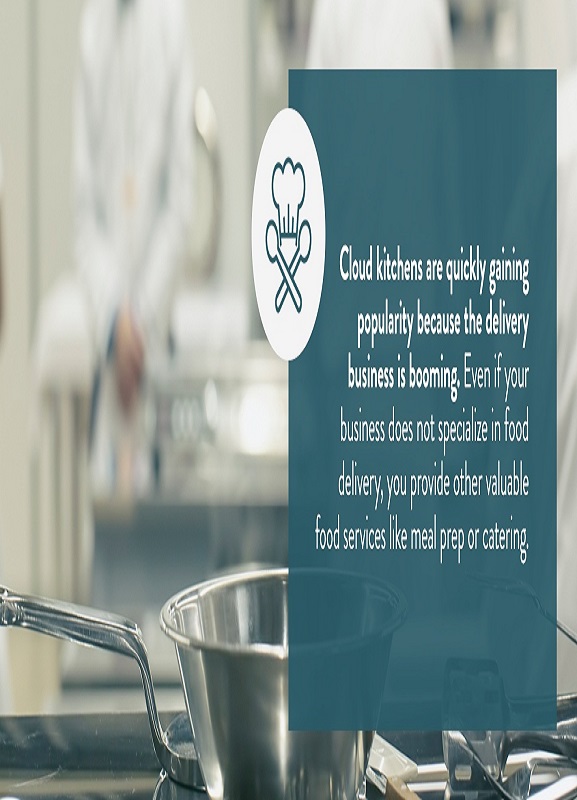 Cloud kitchens are quickly gaining
popularity because the delivery
business is booming. Even if your
business does not specialize in food
delivery, you provide other valuable
food services like meal prep or catering.